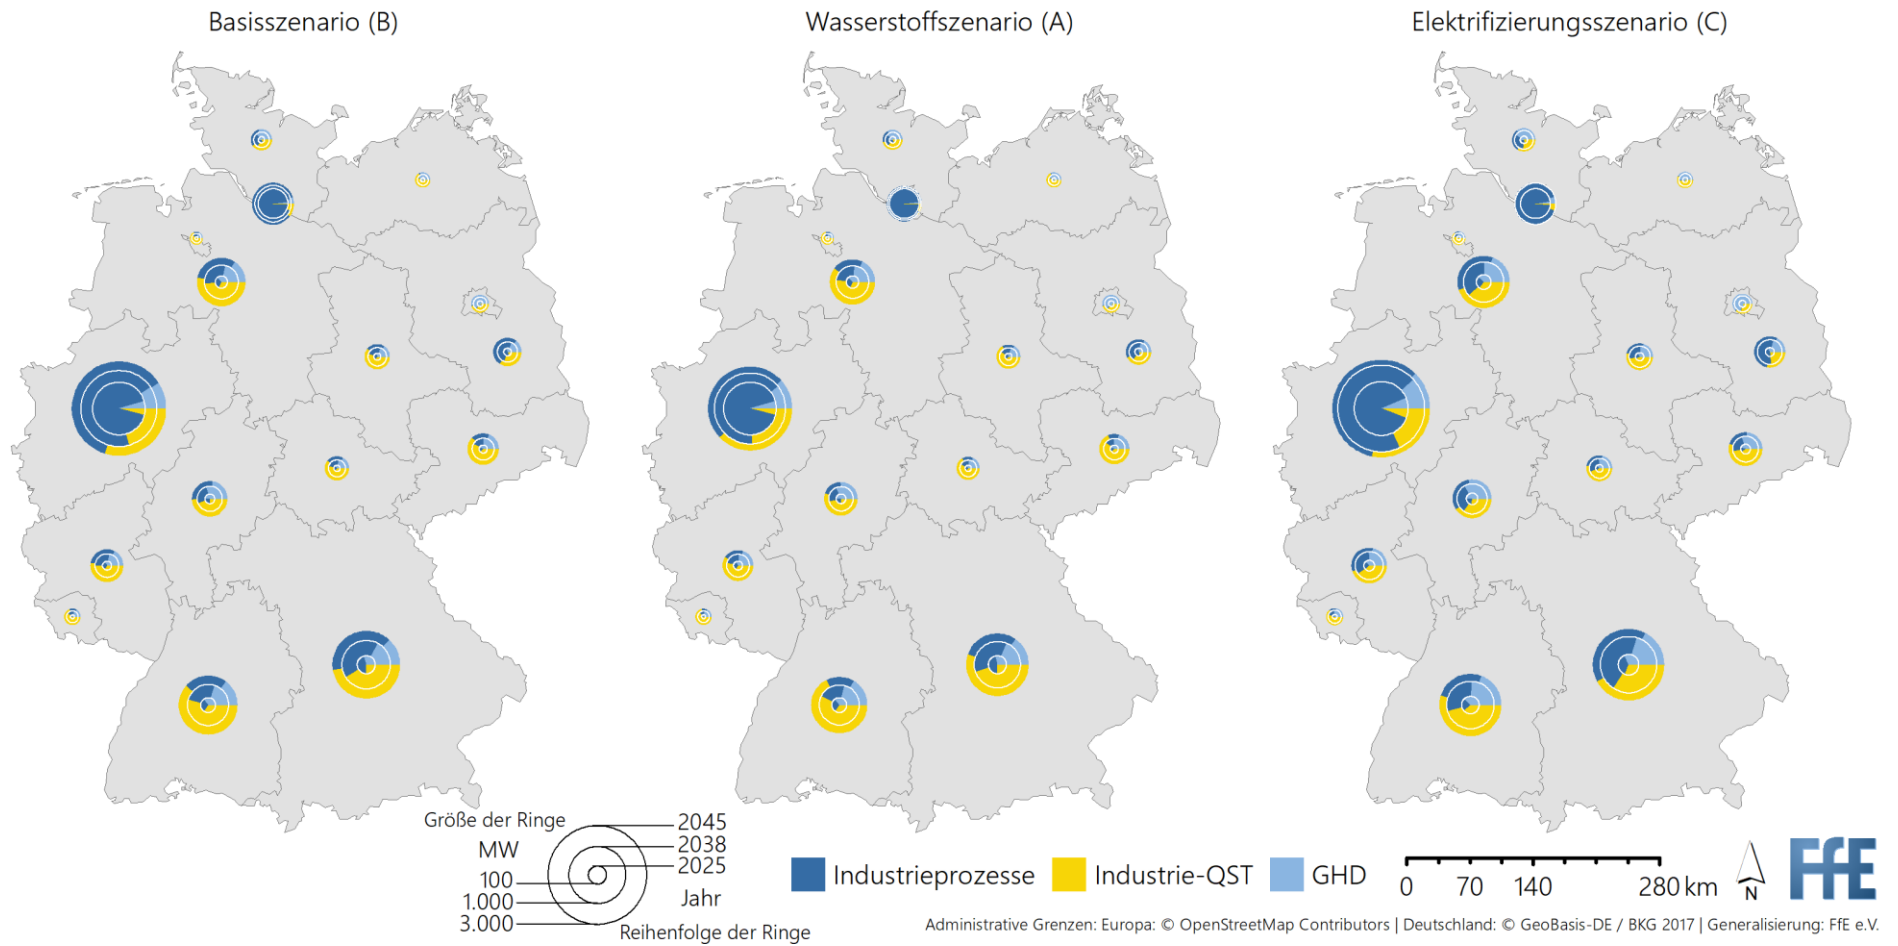 Basisszenario (B)
Wasserstoffszenario (A)
Elektrifizierungsszenario (C)
Größe der Ringe
MW
100
1.000
3.000
2045
2038
2025
Jahr
Reihenfolge der Ringe
Industrieprozesse
Industrie-QST
GHD
0 70 140 280 km
N
FfE
Administrative Grenzen: Europa: © OpenStreetMap Contributors | Deutschland: © GeoBasis-DE / BKG 2017 | Generalisierung: FfE e.V.